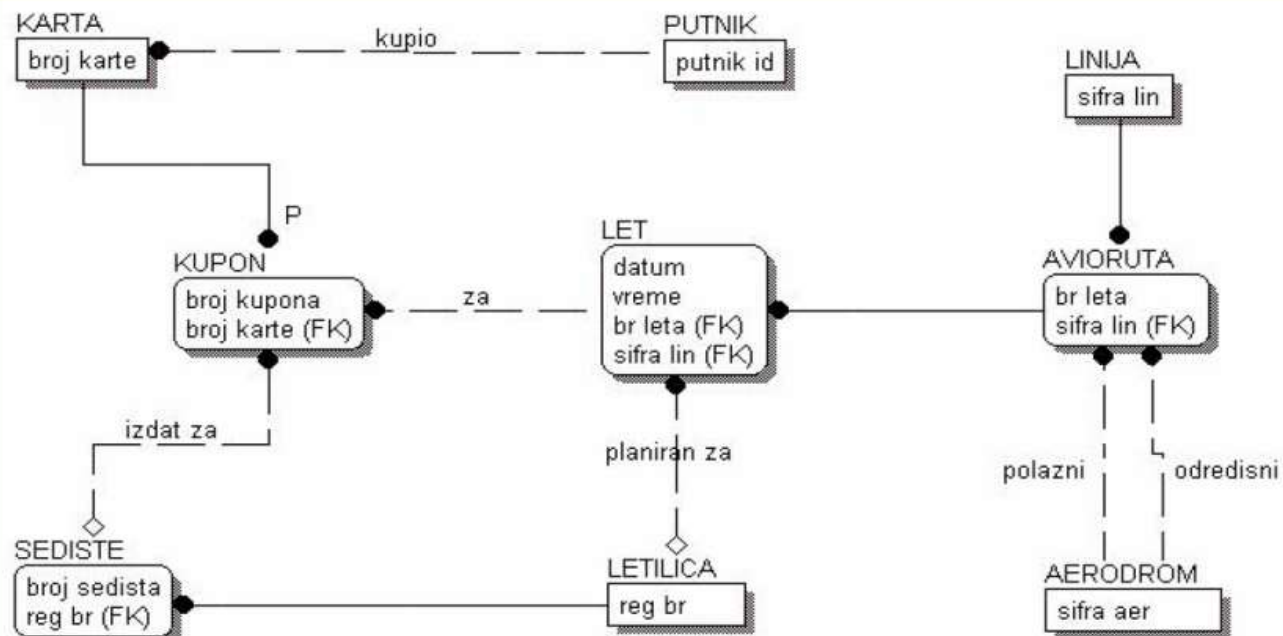 KARTA
broj karte
kupio
PUTNIK
putnik id
LINIJA
sifra lin
P
KUPON
broj kupona
broj karte (FK)
za
LET
datum
vreme
br leta (FK)
sifra lin (FK)
AVIORUTA
br leta
sifra lin (FK)
izdat za
planiran za
polazni
odredisni
SEDISTE
broj sedista
reg br (FK)
LETILICA
reg br
AERODROM
sifra aer